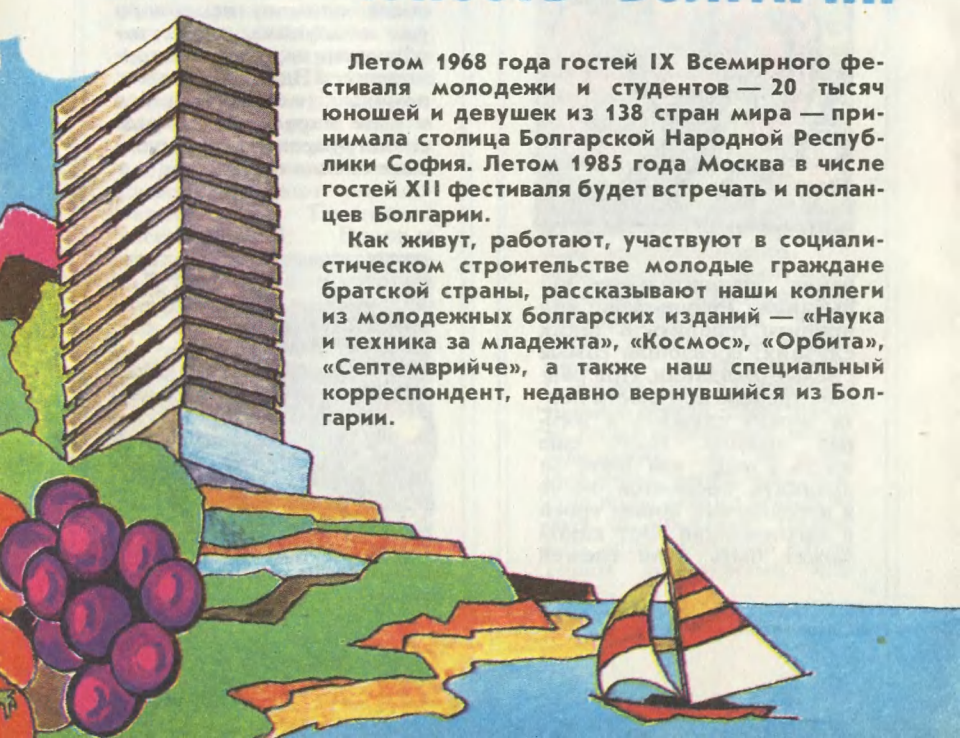 Летом 1968 года гостей IX Всемирного фе-
стиваля молодежи и студентов — 20 тысяч
юношей и девушек из 138 стран мира — при-
нимала столица Болгарской Народной Респуб-
лики София. Летом 1985 года Москва в числе
гостей XII фестиваля будет встречать и послан-
цев Болгарии.
Как живут, работают, участвуют в социали-
стическом строительстве молодые граждане
братской страны, рассказывают наши коллеги
из молодежных болгарских изданий — «Наука
и техника за младежта», «Космос», «Орбита»,
«Септемврийче», а также наш специальный
корреспондент, недавно вернувшийся из Бол-
гарии.